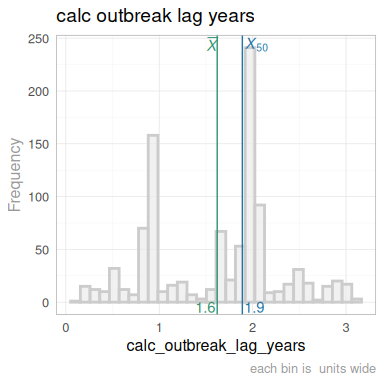 calc outbreak lag years
X̅
X50
250
200
150
100
50
0
Frequency
1.6
1.9
0 1 2 3
calc_outbreak_lag_years
each bin is  units wide